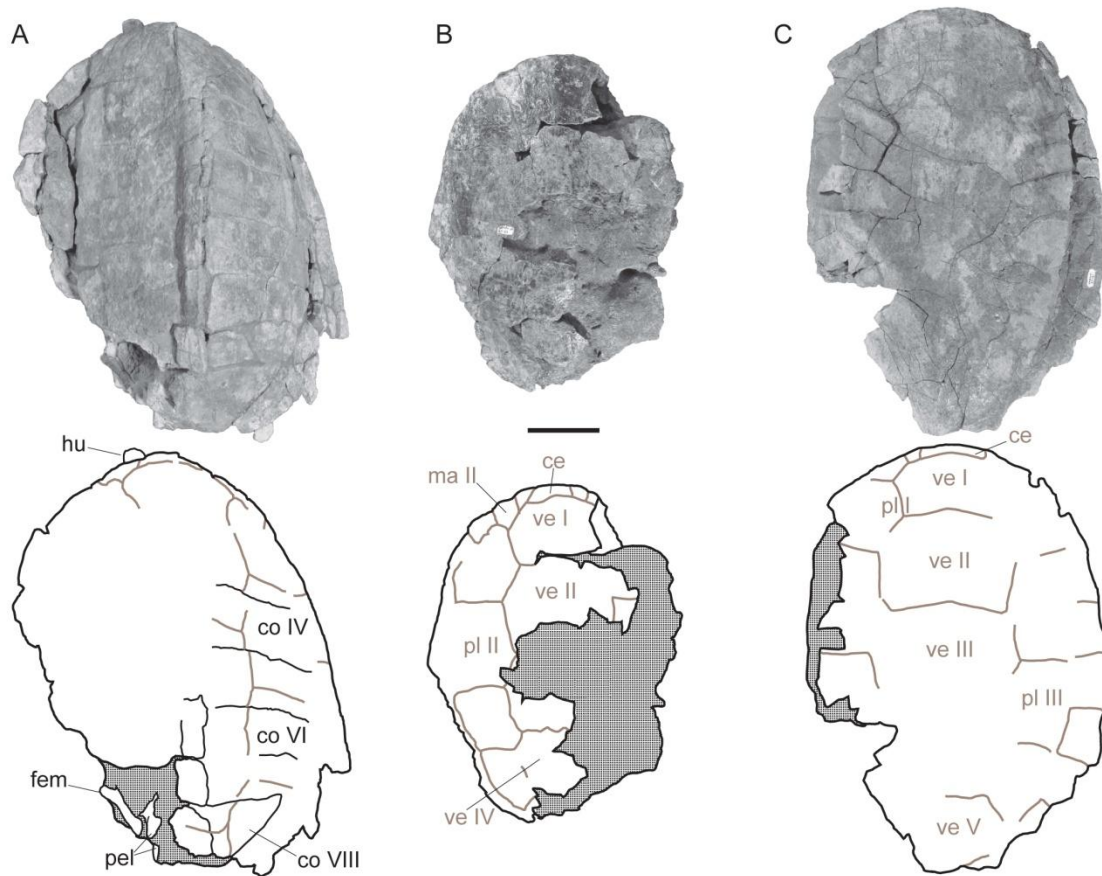 A
B
C
hu
co IV
co VI
fem
pel
co VIII
ce
ma II
ve I
ve II
pl II
ve IV
ce
ve I
pl I
ve II
ve III
pl III
ve V